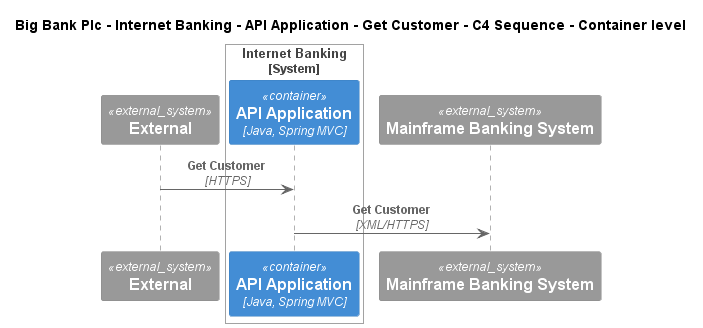 Big Bank Plc - Internet Banking - API Application - Get Customer - C4 Sequence - Container level
Internet Banking
[System]
«external_system»
External
«container»
API Application
[Java, Spring MVC]
«external_system»
Mainframe Banking System
Get Customer
[HTTPS]
Get Customer
[XML/HTTPS]
«external_system»
External
«container»
API Application
[Java, Spring MVC]
«external_system»
Mainframe Banking System